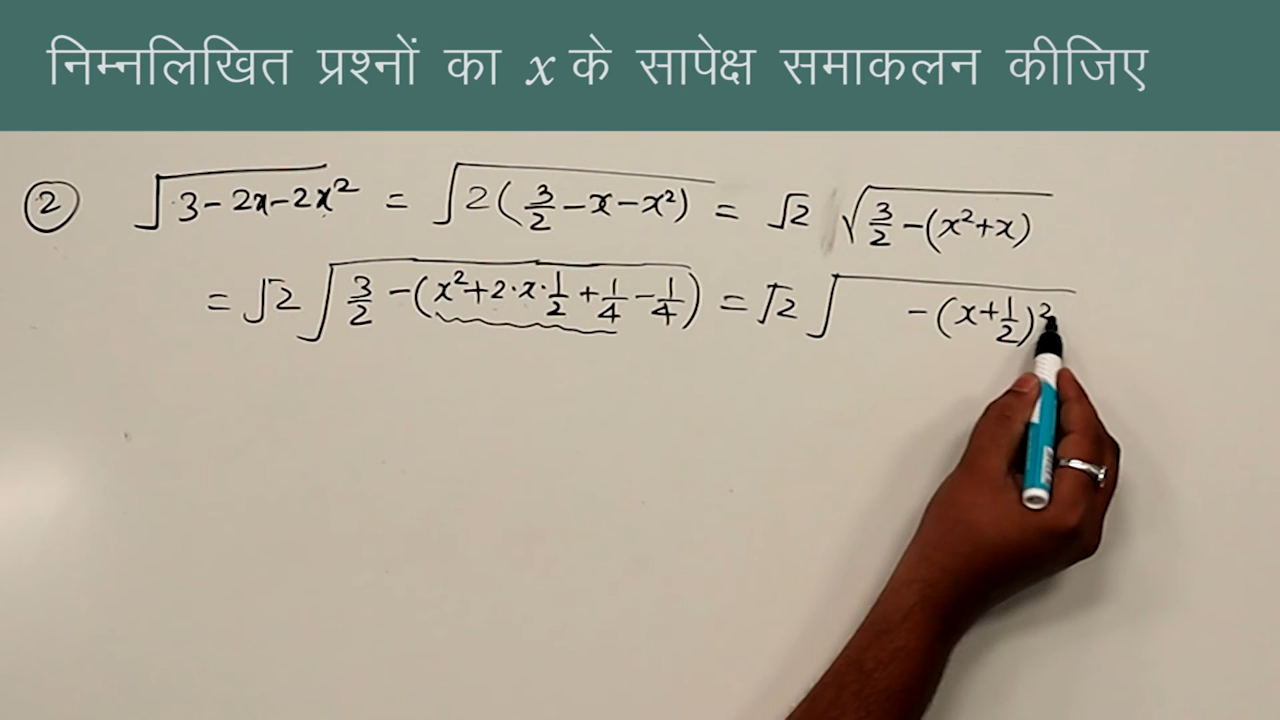 निम्नलिखित प्रश्नों का x के सापेक्ष समाकलन कीजिए
② √(3-2x-2x²) = √(2(3/2-x-x²)) = √2 √(3/2-(x²+x))
= √2 √(3/2-(x²+2·x·1/2+1/4-1/4)) = √2 √( -(x+1/2)²)